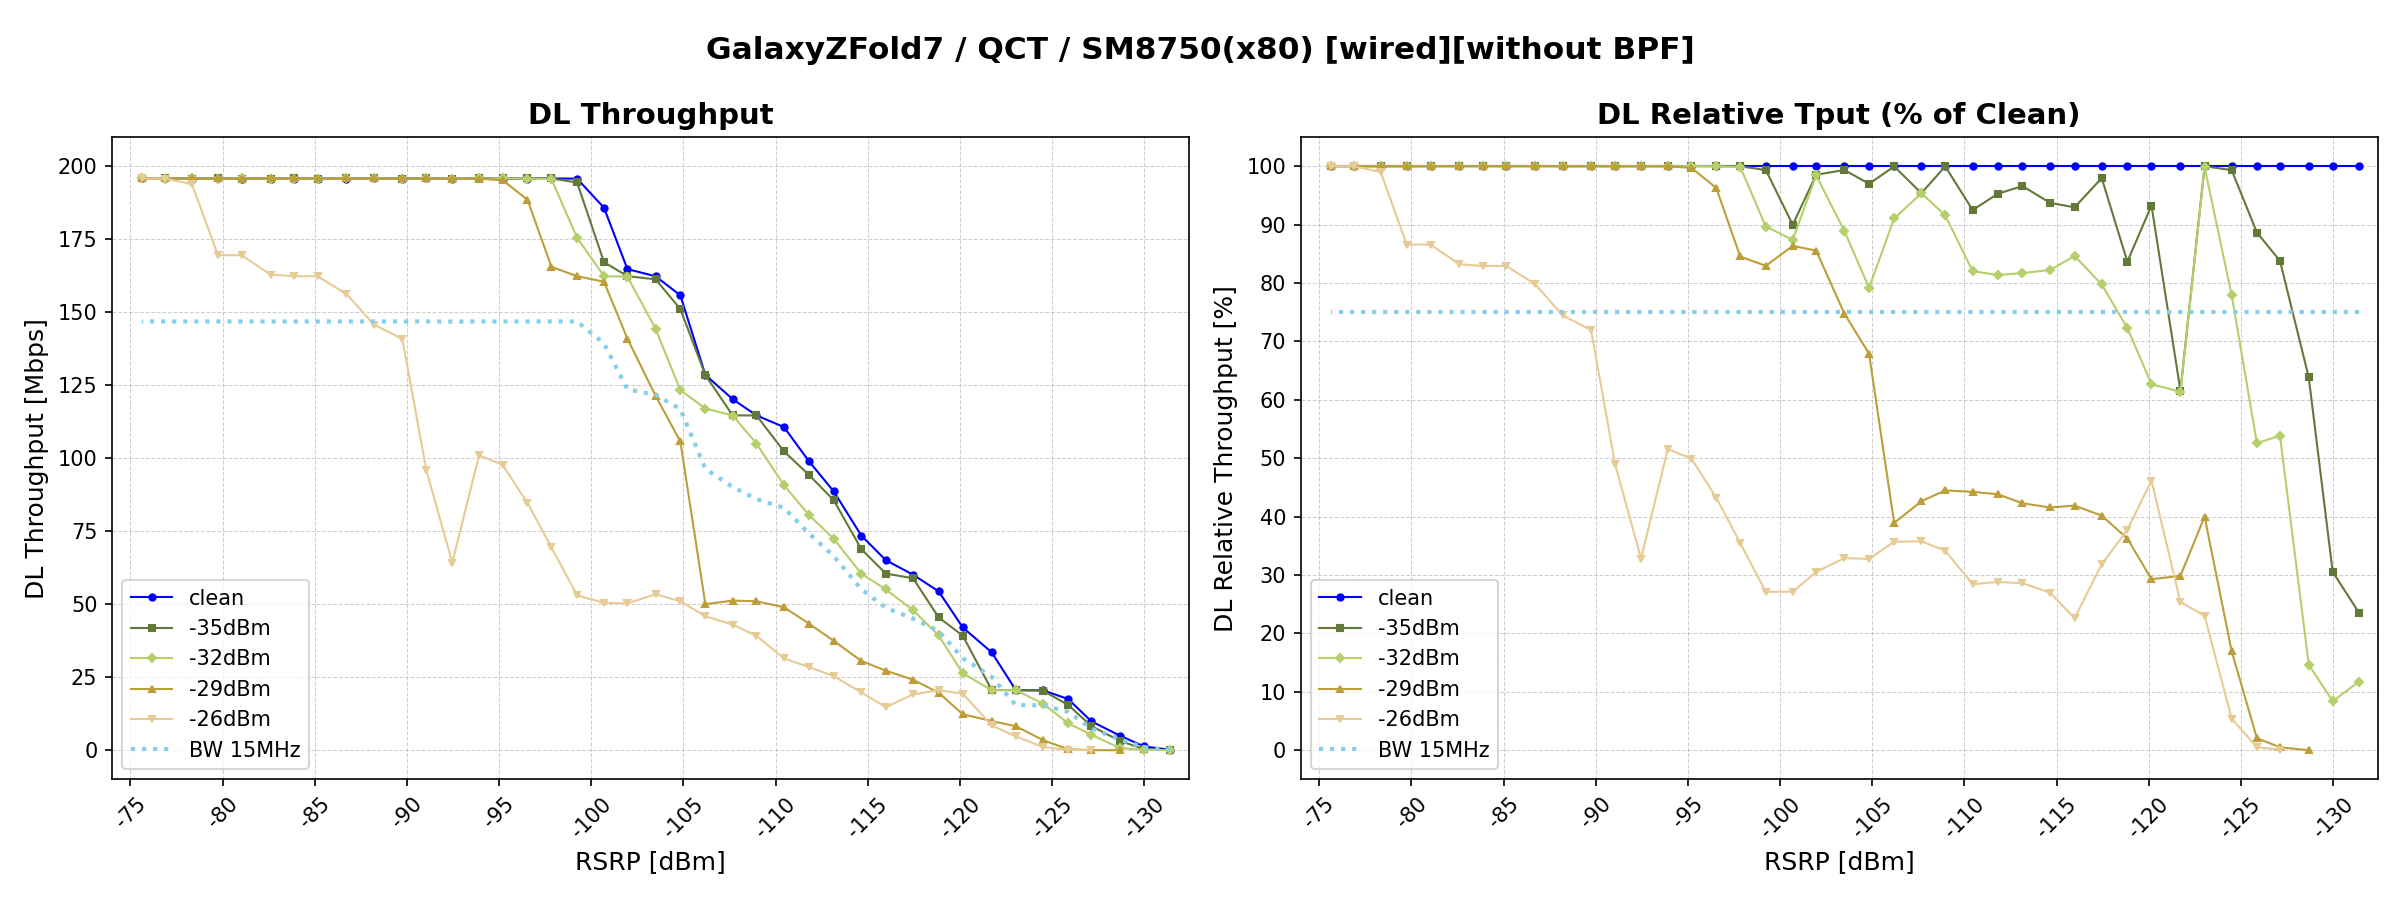 GalaxyZFold7 / QCT / SM8750(x80) [wired][without BPF]
DL Throughput
DL Throughput [Mbps]
200
175
150
125
100
75
50
25
0
clean
-35dBm
-32dBm
-29dBm
-26dBm
BW 15MHz
-75
-80
-85
-90
-95
-100
-105
-110
-115
-120
-125
-130
RSRP [dBm]
DL Relative Tput (% of Clean)
DL Relative Throughput [%]
100
90
80
70
60
50
40
30
20
10
0
clean
-35dBm
-32dBm
-29dBm
-26dBm
BW 15MHz
-75
-80
-85
-90
-95
-100
-105
-110
-115
-120
-125
-130
RSRP [dBm]